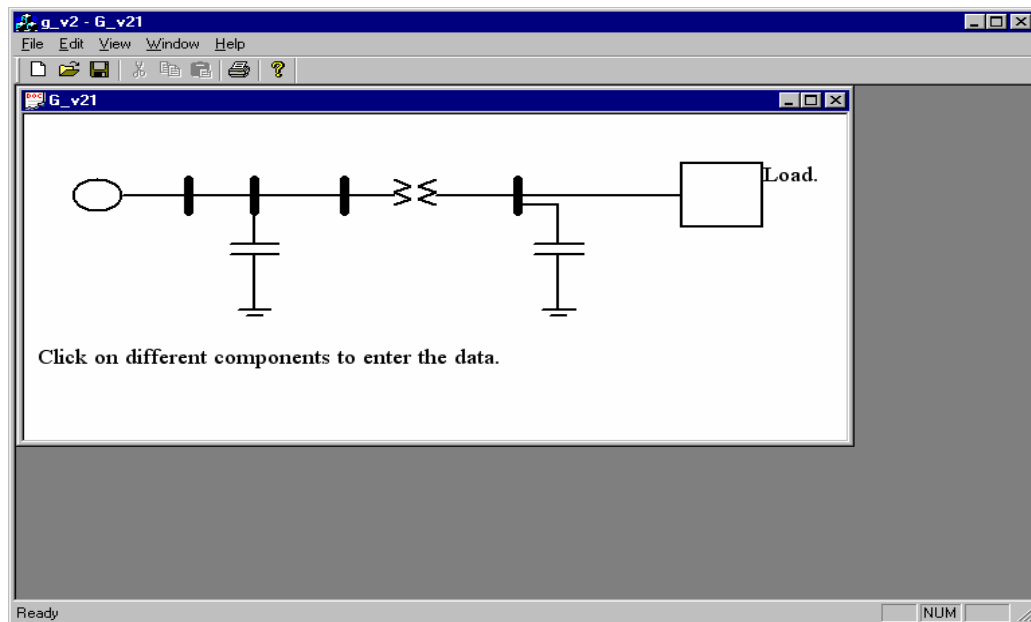 g_v2 - G_v21
File Edit View Window Help
G_v21
Load.
Click on different components to enter the data.
Ready
NUM